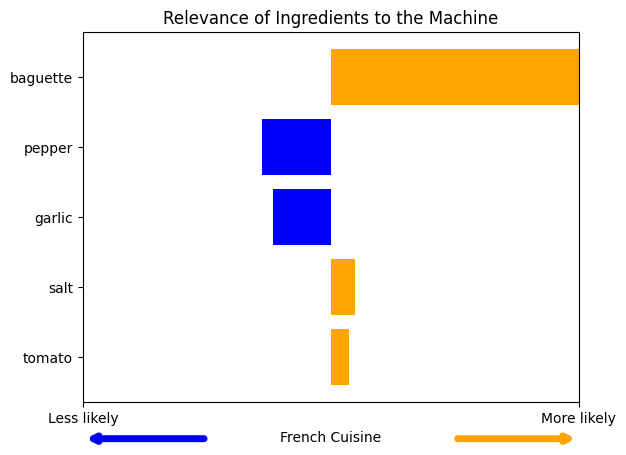 Relevance of Ingredients to the Machine
baguette
pepper
garlic
salt
tomato
Less likely
More likely
French Cuisine